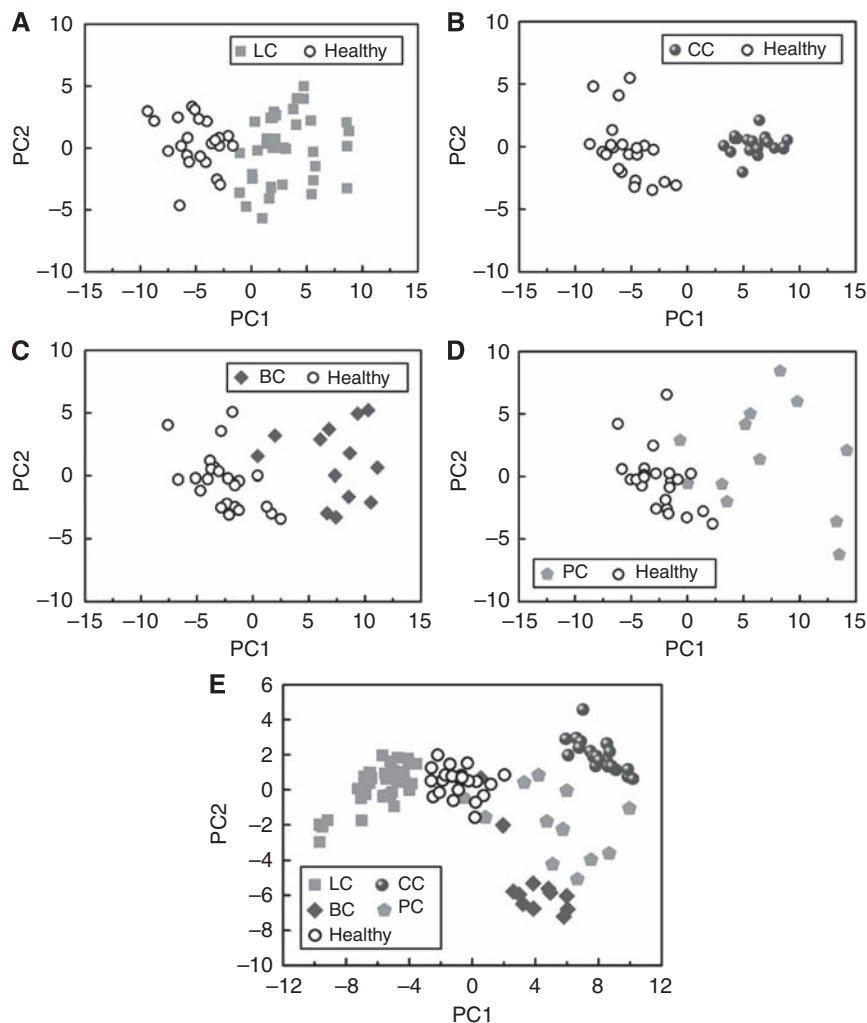 A
10
5
0
−5
−10
PC2
LC Healthy
−15 −10 −5 0 5 10 15
PC1
B
10
5
0
−5
−10
PC2
CC Healthy
−15 −10 −5 0 5 10 15
PC1
C
10
5
0
−5
−10
PC2
BC Healthy
−15 −10 −5 0 5 10 15
PC1
D
10
5
0
−5
−10
PC2
PC Healthy
−15 −10 −5 0 5 10 15
PC1
E
6
4
2
0
−2
−4
−6
−8
−10
PC2
LC CC
BC PC
Healthy
−12 −8 −4 0 4 8 12
PC1